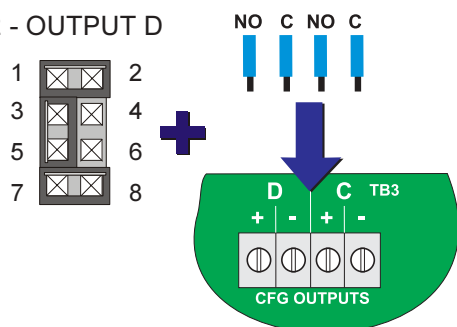 - OUTPUT D
NO C NO C
1 2
3 4
5 6
7 8
D C TB3
+ - + -
CFG OUTPUTS